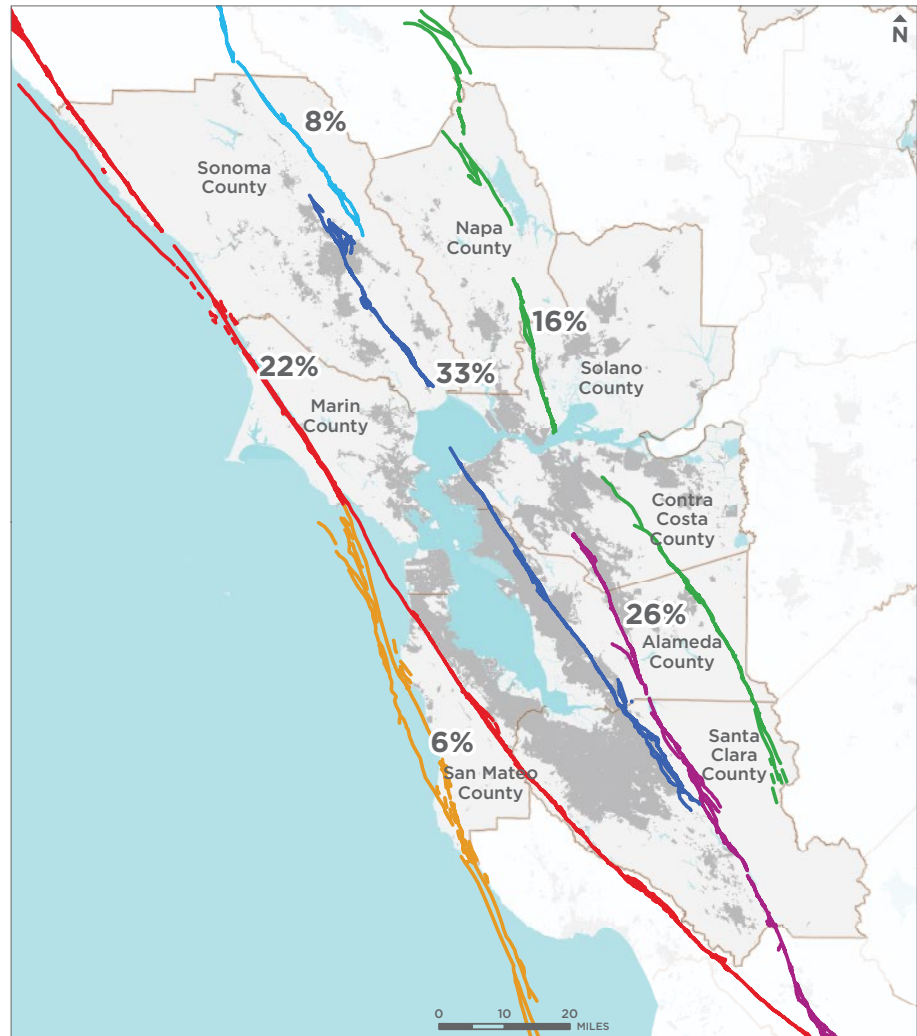 N
8%
Sonoma
County
Napa
County
16%
22%
33%
Solano
County
Marin
County
Contra
Costa
County
26%
Alameda
County
6%
San Mateo
County
Santa
Clara
County
0 10 20
MILES